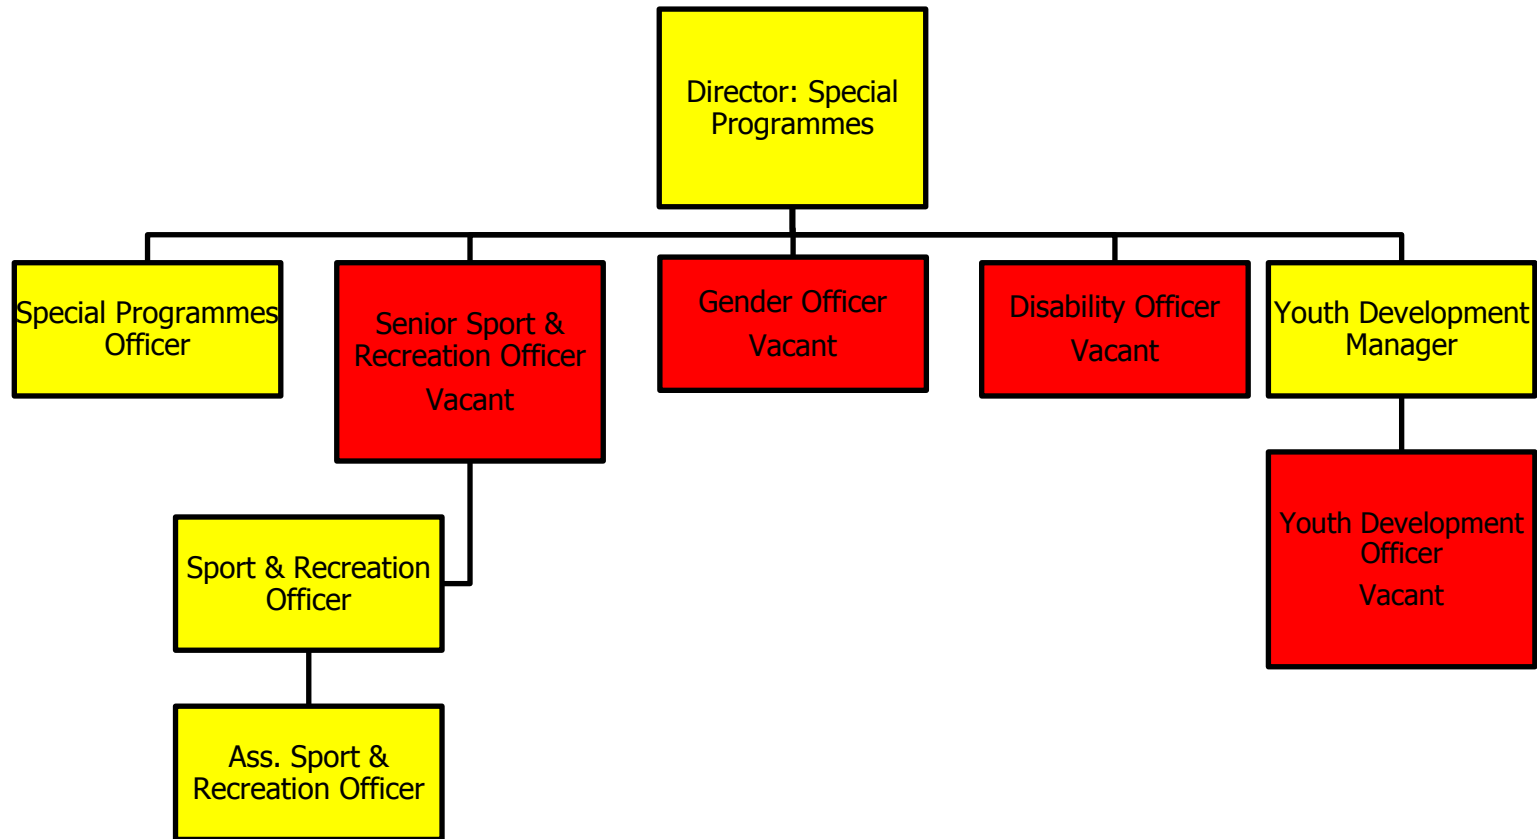 Director: Special
Programmes
Special Programmes
Officer
Senior Sport &
Recreation Officer
Vacant
Gender Officer
Vacant
Disability Officer
Vacant
Youth Development
Manager
Sport & Recreation
Officer
Youth Development
Officer
Vacant
Ass. Sport &
Recreation Officer